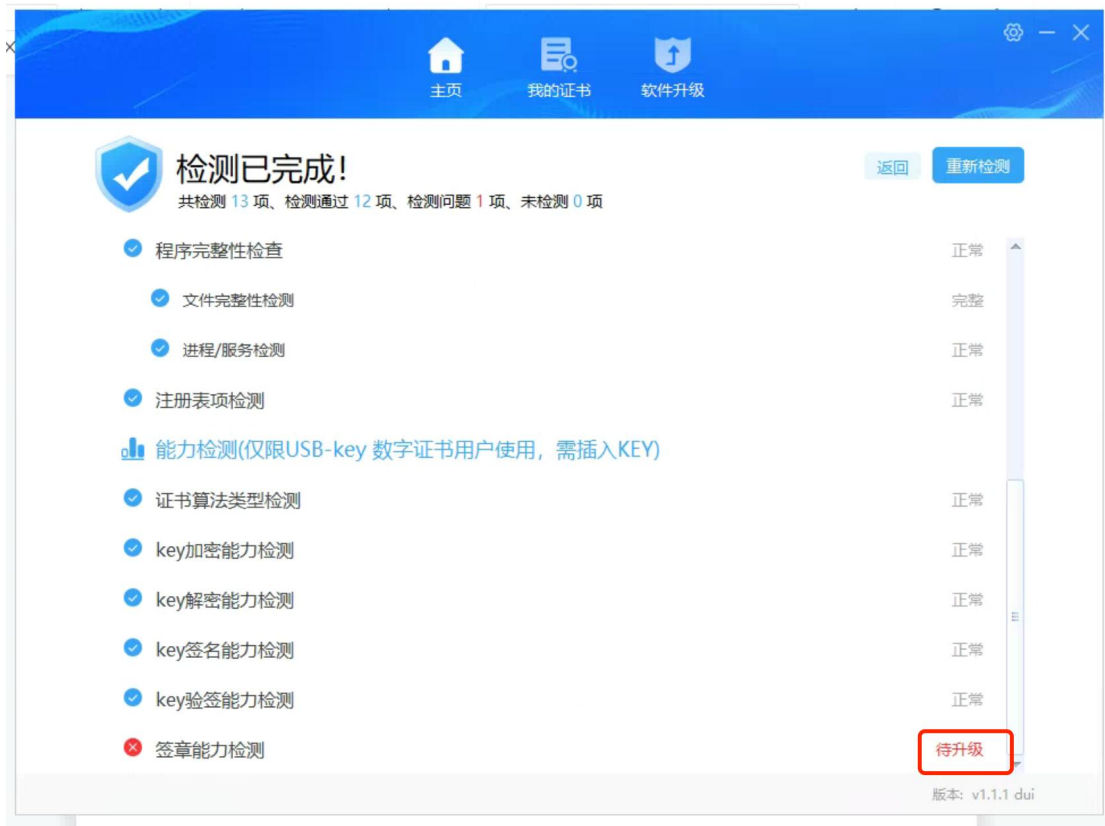 主页 我的证书 软件升级
检测已完成!
返回 重新检测
共检测 13 项、检测通过 12 项、检测问题 1 项、未检测 0 项
程序完整性检查 正常
文件完整性检测 完整
进程/服务检测 正常
注册表项检测 正常
能力检测(仅限USB-key 数字证书用户使用，需插入KEY)
证书算法类型检测 正常
key加密能力检测 正常
key解密能力检测 正常
key签名能力检测 正常
key验签能力检测 正常
签章能力检测 待升级
版本: v1.1.1 dui